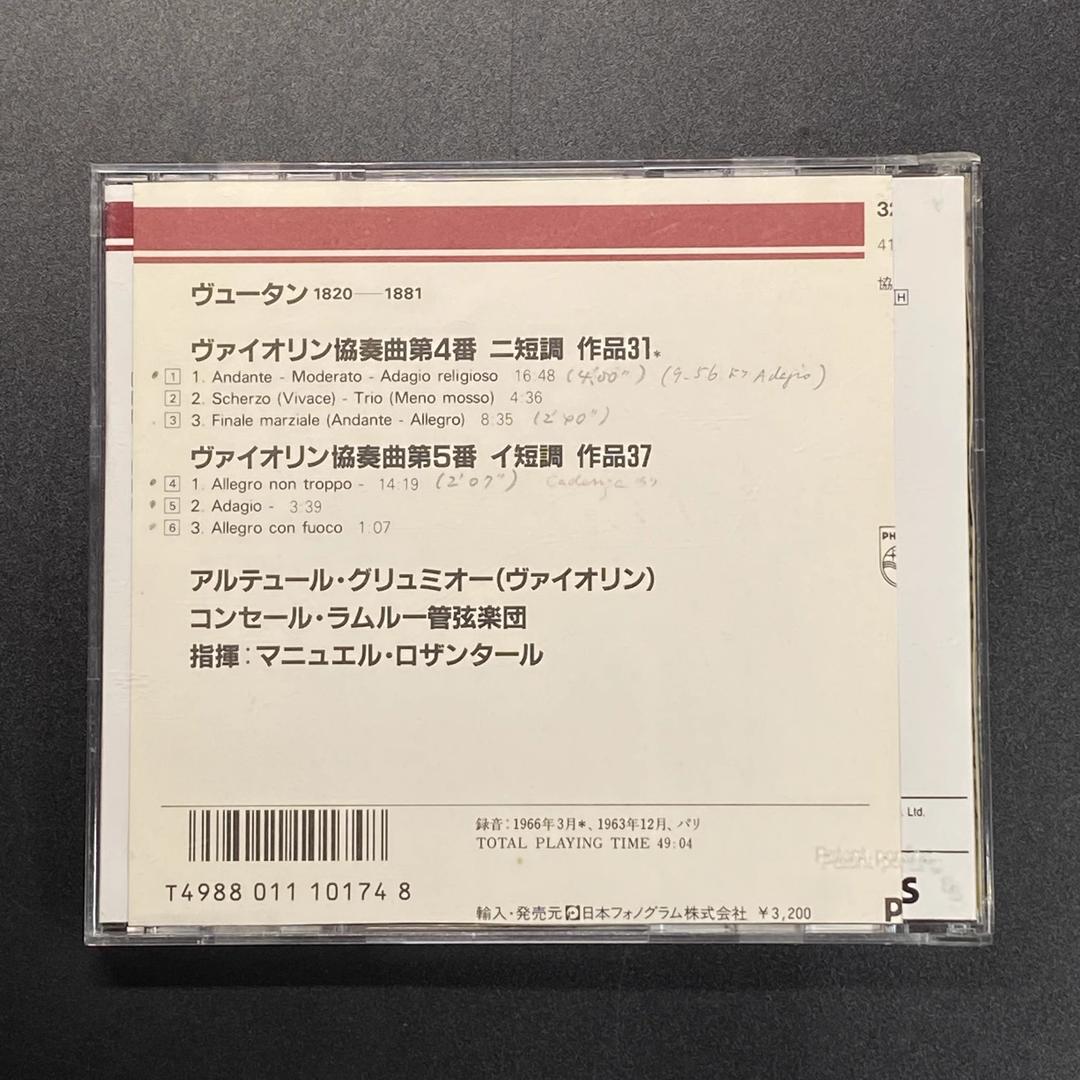 32
41
協
H
ヴュータン 1820—1881
ヴァイオリン協奏曲第4番 ニ短調 作品31*
1 1. Andante - Moderato - Adagio religioso 16:48 (4'00") (9-56 Adagio)
2 2. Scherzo (Vivace) - Trio (Meno mosso) 4:36
3 3. Finale marziale (Andante - Allegro) 8:35 (2'40")
ヴァイオリン協奏曲第5番 イ短調 作品37
4 1. Allegro non troppo - 14:19 (2'07") Cadenza
5 2. Adagio - 3:39
6 3. Allegro con fuoco 1:07
PH
アルテュール・グリュミオー(ヴァイオリン)
コンセール・ラムルー管弦楽団
指揮:マニュエル・ロザンタール
録音:1966年3月*、1963年12月、パリ
TOTAL PLAYING TIME 49:04
Ltd.
T4988 011 10174 8
輸入・発売元 日本フォノグラム株式会社 ¥3,200